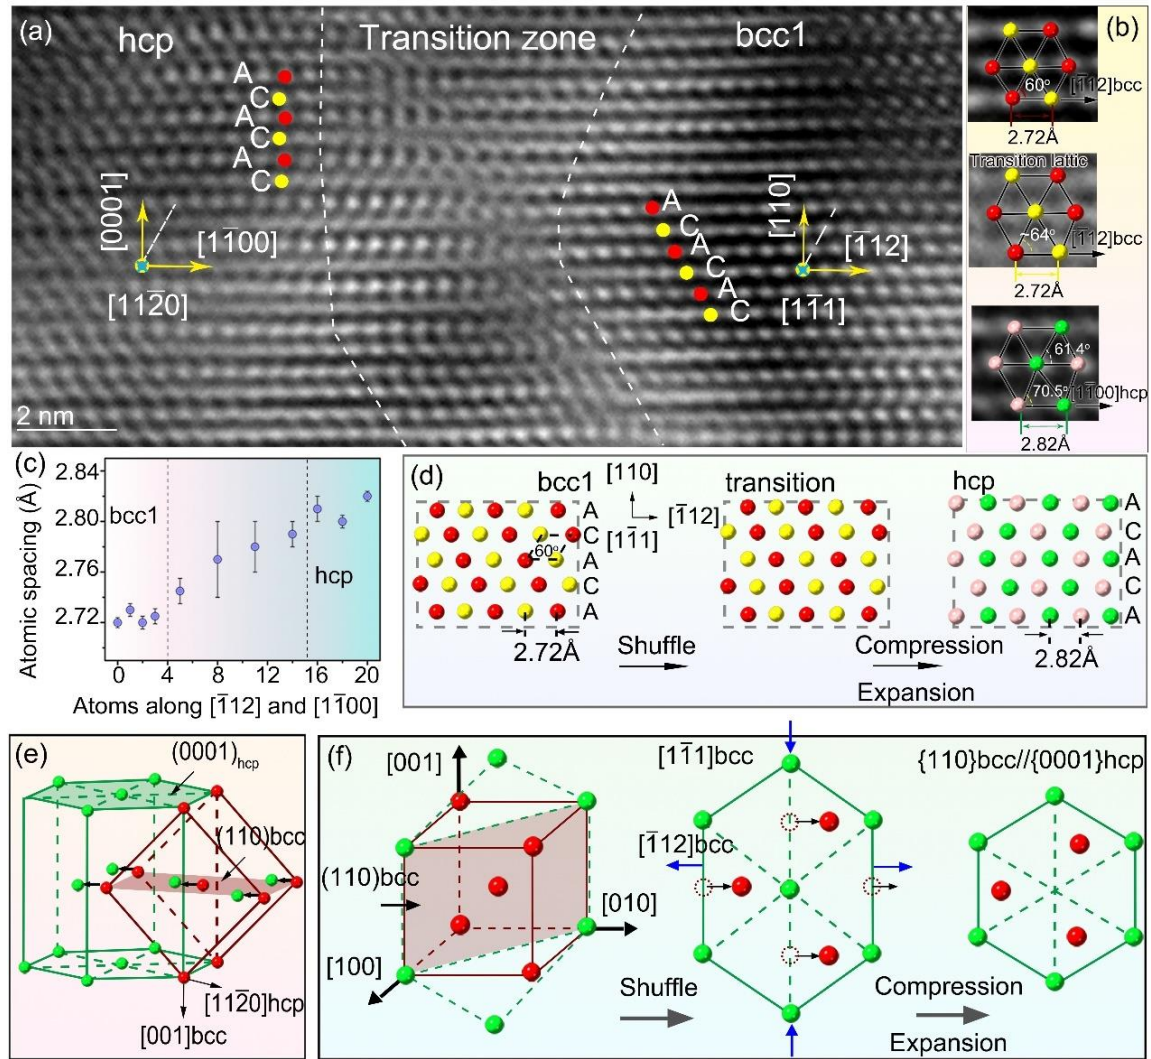 (a)
hcp
Transition zone
bcc1
A
C
A
C
A
C
[0001]
[11̅00]
[112̅0]
A
C
A
C
A
C
[110]
[1̅12]
[11̅1]
2 nm
(b)
60°
[1̅12]bcc
2.72Å
Transition lattic
~64°
[1̅12]bcc
2.72Å
61.4°
70.5°
[11̅00]hcp
2.82Å
(c)
2.84
2.80
2.76
2.72
Atomic spacing (Å)
bcc1
hcp
0 4 8 12 16 20
Atoms along [1̅12] and [11̅00]
(d)
bcc1
[110]
[1̅12]
[11̅1]
transition
hcp
A
C
A
C
A
60°
2.72Å
Shuffle
Compression
Expansion
A
C
A
C
A
2.82Å
(e)
(0001)hcp
(110)bcc
[112̅0]hcp
[001]bcc
(f)
[001]
(110)bcc
[010]
[100]
[11̅1]bcc
[1̅12]bcc
{110}bcc//{0001}hcp
Shuffle
Compression
Expansion